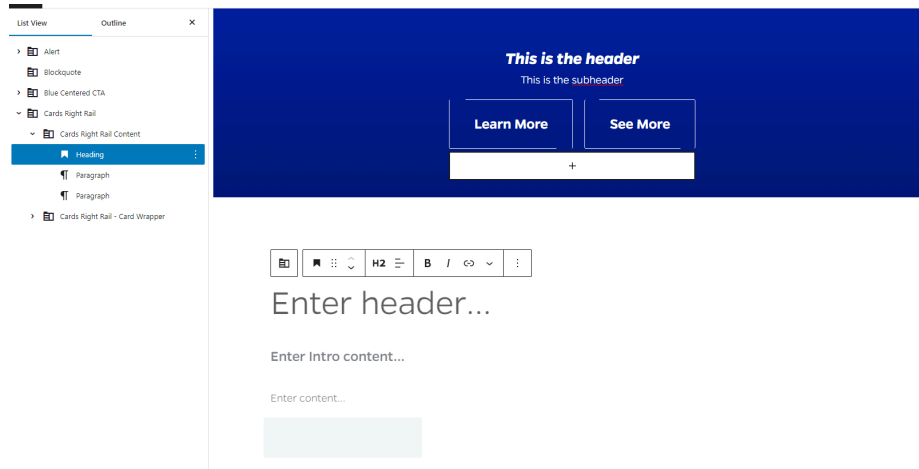 List View
Outline
Alert
Blockquote
Blue Centered CTA
Cards Right Rail
Cards Right Rail Content
Heading
Paragraph
Paragraph
Cards Right Rail - Card Wrapper
This is the header
This is the subheader
Learn More
See More
H2
B
I
Enter header...
Enter Intro content...
Enter content...